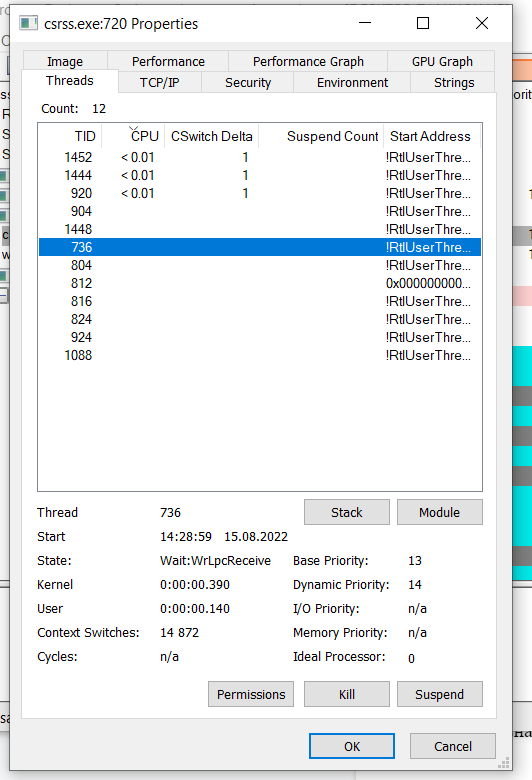 csrss.exe:720 Properties
Image Performance Performance Graph GPU Graph
Threads TCP/IP Security Environment Strings
Count: 12
TID CPU CSwitch Delta Suspend Count Start Address
1452 < 0.01 1 !RtlUserThre...
1444 < 0.01 1 !RtlUserThre...
920 < 0.01 1 !RtlUserThre...
904 !RtlUserThre...
1448 !RtlUserThre...
736 !RtlUserThre...
804 !RtlUserThre...
812 0x000000000...
816 !RtlUserThre...
824 !RtlUserThre...
924 !RtlUserThre...
1088 !RtlUserThre...
Thread 736 Stack Module
Start 14:28:59 15.08.2022
State: Wait:WrLpcReceive Base Priority: 13
Kernel 0:00:00.390 Dynamic Priority: 14
User 0:00:00.140 I/O Priority: n/a
Context Switches: 14 872 Memory Priority: n/a
Cycles: n/a Ideal Processor: 0
Permissions Kill Suspend
OK Cancel